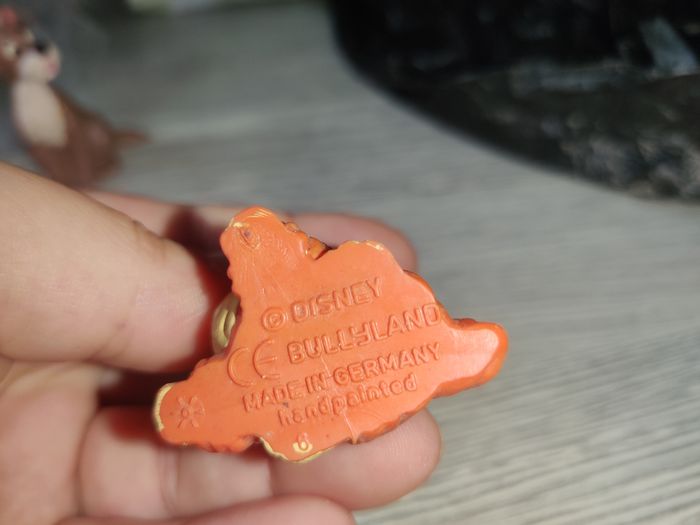 © DISNEY
CE BULLYLAND
MADE IN GERMANY
handpainted